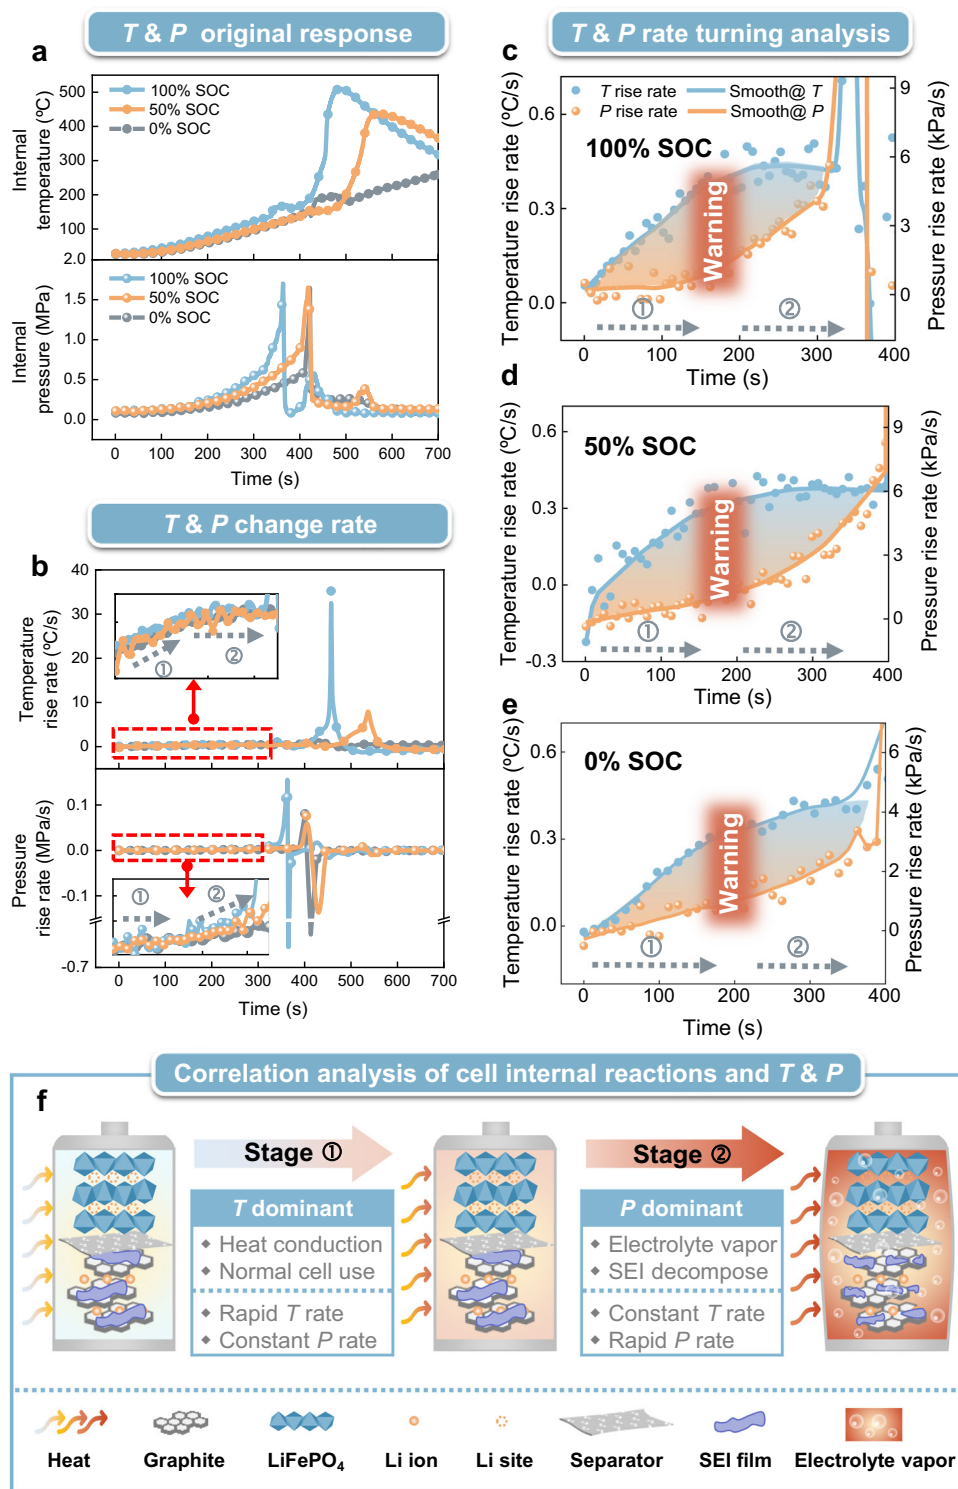 T & P original response
a
100% SOC
50% SOC
0% SOC
Internal
temperature (ºC)
500
400
300
200
100
100% SOC
50% SOC
0% SOC
Internal
pressure (MPa)
2.0
1.5
1.0
0.5
0.0
0 100 200 300 400 500 600 700
Time (s)
T & P change rate
b
Temperature
rise rate (ºC/s)
40
30
20
10
0
① ②
Pressure
rise rate (MPa/s)
0.1
0.0
-0.1
-0.7
① ②
0 100 200 300 400 500 600 700
Time (s)
T & P rate turning analysis
c
T rise rate Smooth@ T
P rise rate Smooth@ P
100% SOC
Warning
① ②
Temperature rise rate (ºC/s)
0.6
0.3
0.0
Pressure rise rate (kPa/s)
9
6
3
0
0 100 200 300 400
Time (s)
d
50% SOC
Warning
① ②
Temperature rise rate (ºC/s)
0.6
0.3
0.0
-0.3
Pressure rise rate (kPa/s)
9
6
3
0
0 100 200 300 400
Time (s)
e
0% SOC
Warning
① ②
Temperature rise rate (ºC/s)
0.6
0.3
0.0
Pressure rise rate (kPa/s)
6
4
2
0
0 100 200 300 400
Time (s)
Correlation analysis of cell internal reactions and T & P
f
Stage ①
T dominant
◆ Heat conduction
◆ Normal cell use
◆ Rapid T rate
◆ Constant P rate
Stage ②
P dominant
◆ Electrolyte vapor
◆ SEI decompose
◆ Constant T rate
◆ Rapid P rate
Heat Graphite LiFePO₄ Li ion Li site Separator SEI film Electrolyte vapor